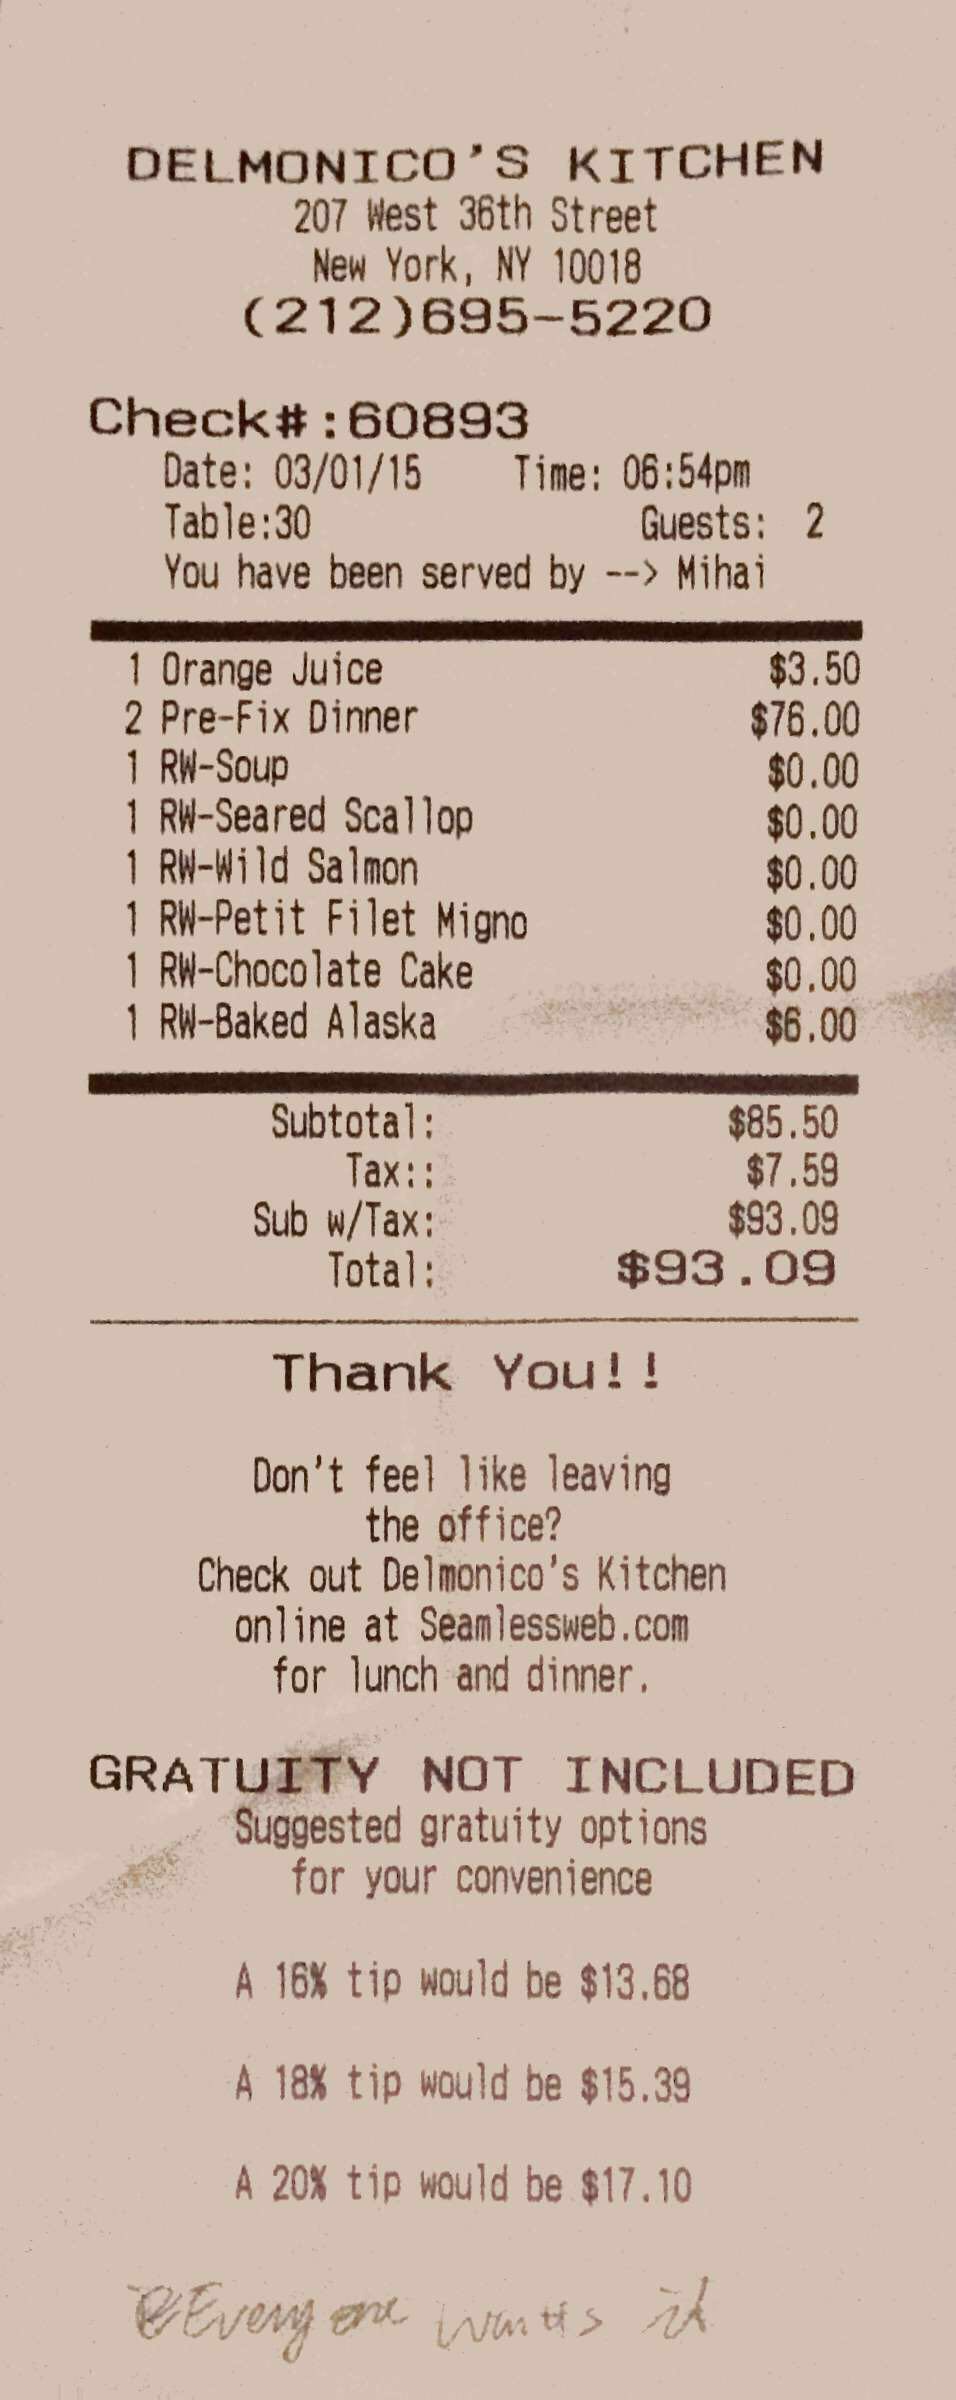 DELMONICO'S KITCHEN
207 West 36th Street
New York, NY 10018
(212)695-5220
Check#:60893
Date: 03/01/15 Time: 06:54pm
Table:30 Guests: 2
You have been served by --> Mihai
1 Orange Juice $3.50
2 Pre-Fix Dinner $76.00
1 RW-Soup $0.00
1 RW-Seared Scallop $0.00
1 RW-Wild Salmon $0.00
1 RW-Petit Filet Migno $0.00
1 RW-Chocolate Cake $0.00
1 RW-Baked Alaska $6.00
Subtotal: $85.50
Tax:: $7.59
Sub w/Tax: $93.09
Total: $93.09
Thank You!!
Don't feel like leaving
the office?
Check out Delmonico's Kitchen
online at Seamlessweb.com
for lunch and dinner.
GRATUITY NOT INCLUDED
Suggested gratuity options
for your convenience
A 16% tip would be $13.68
A 18% tip would be $15.39
A 20% tip would be $17.10
@Everyone wants it